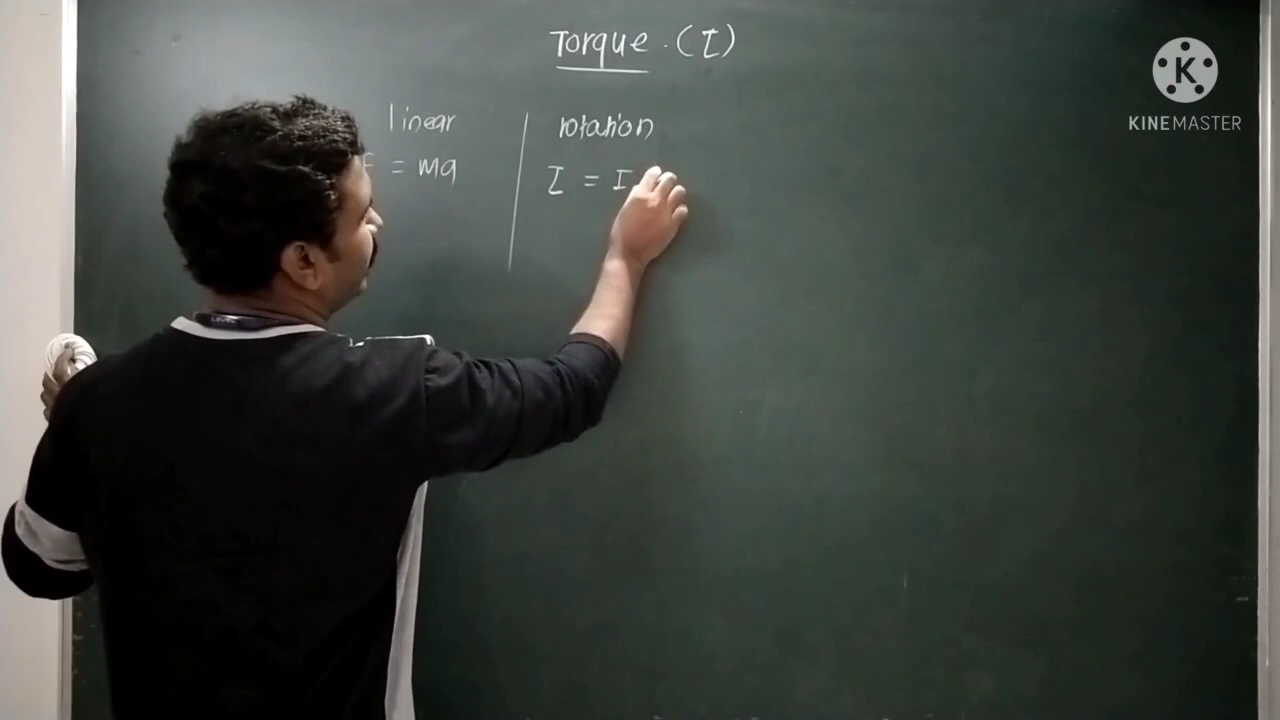 Torque. (τ)
linear
rotation
F = ma
τ = I
KINEMASTER